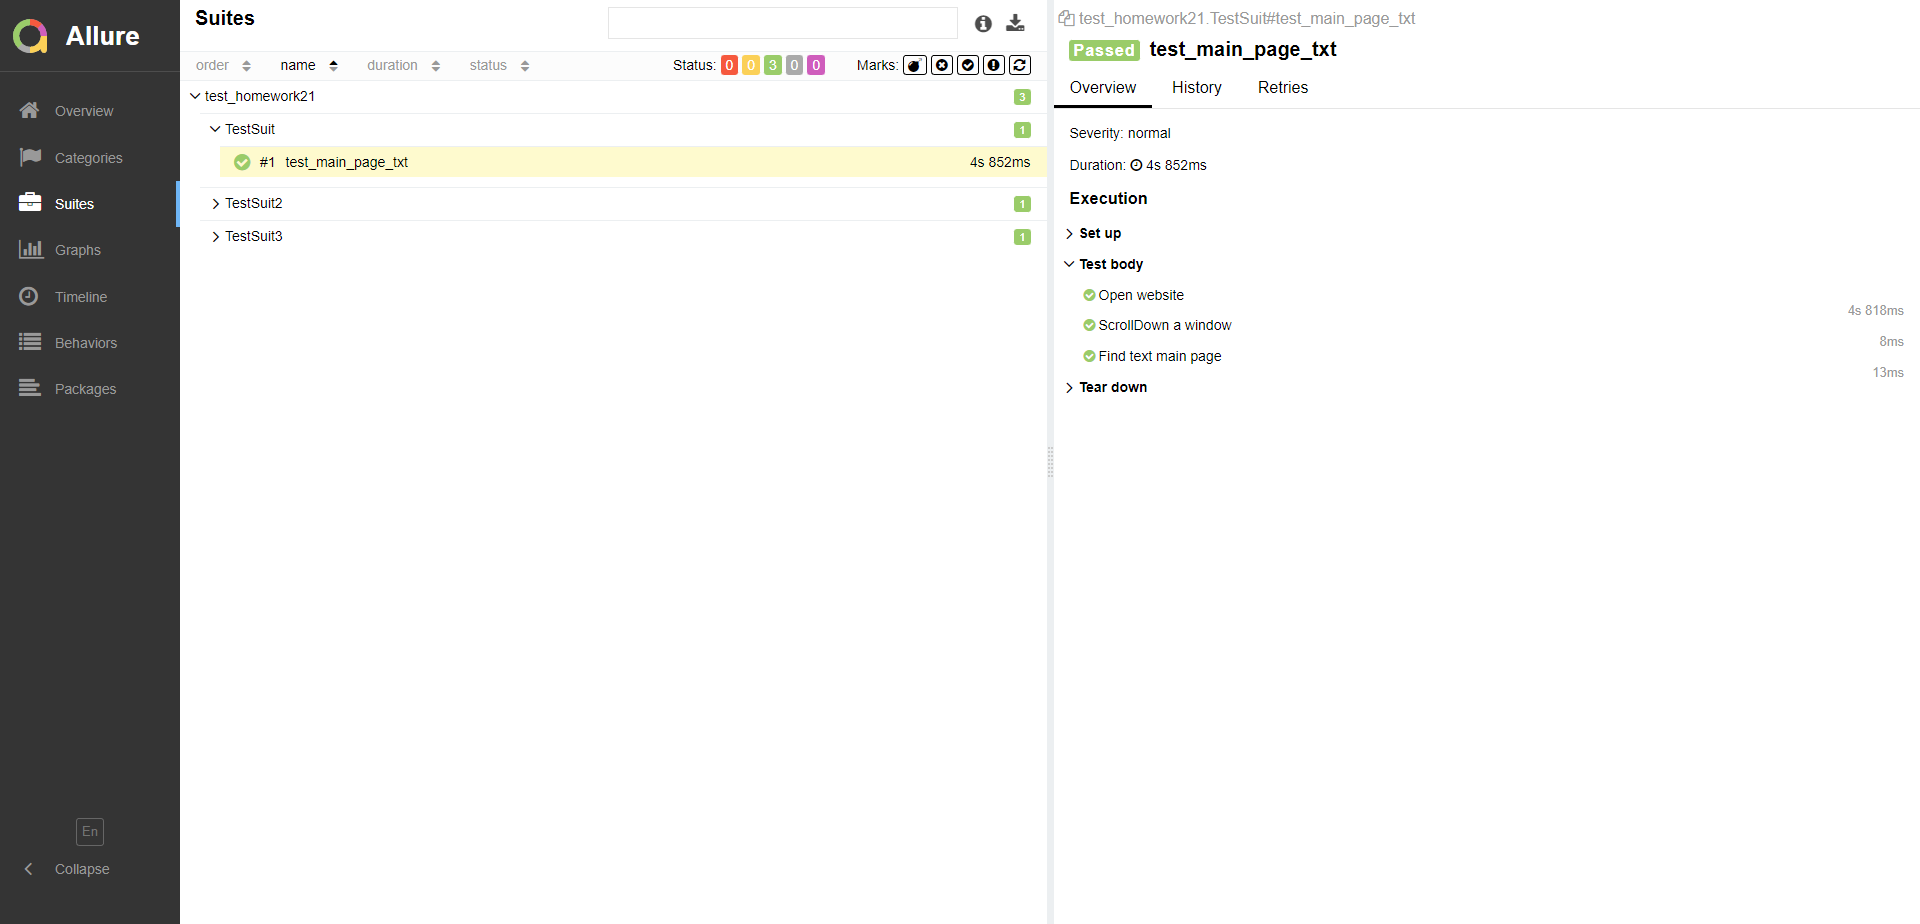 Allure
Overview
Categories
Suites
Graphs
Timeline
Behaviors
Packages
En
Collapse
Suites
order name duration status Status: 0 0 3 0 0 Marks:
test_homework21 3
TestSuit 1
#1 test_main_page_txt 4s 852ms
TestSuit2 1
TestSuit3 1
test_homework21.TestSuit#test_main_page_txt
Passed test_main_page_txt
Overview History Retries
Severity: normal
Duration: 4s 852ms
Execution
Set up
Test body
Open website
4s 818ms
ScrollDown a window
8ms
Find text main page
13ms
Tear down